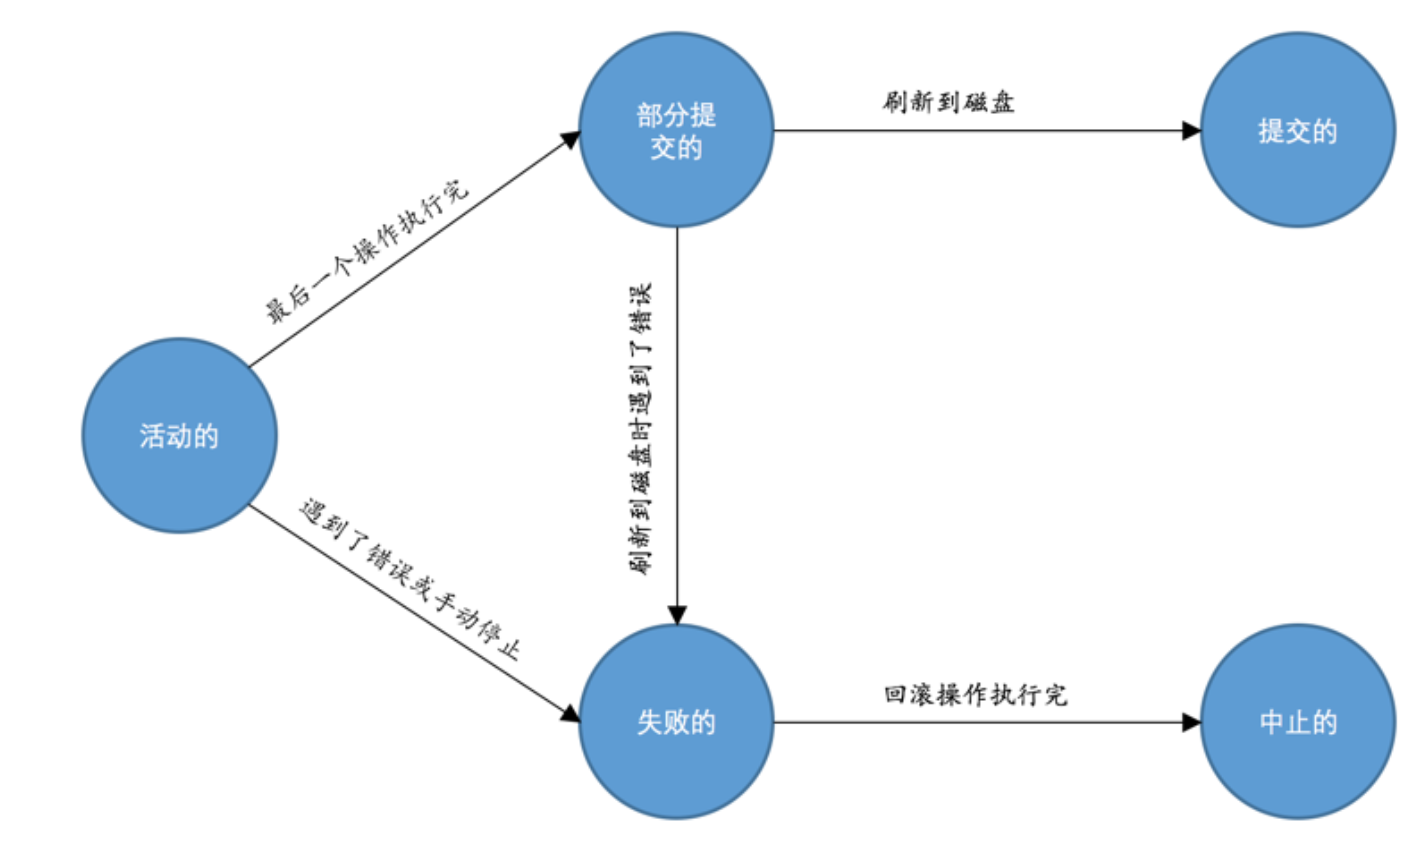 部分提
交的
刷新到磁盘
提交的
最后一个操作执行完
刷新到磁盘时遇到了错误
活动的
遇到了错误或手动停止
失败的
回滚操作执行完
中止的